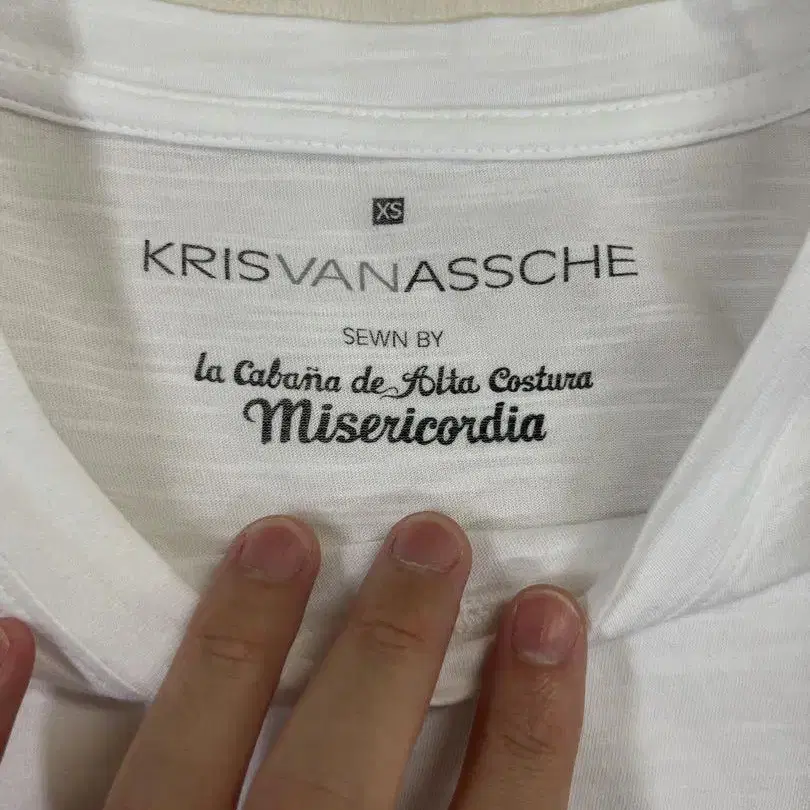 XS
KRISVANASSCHE
SEWN BY
la Cabaña de Alta Costura
Misericordia